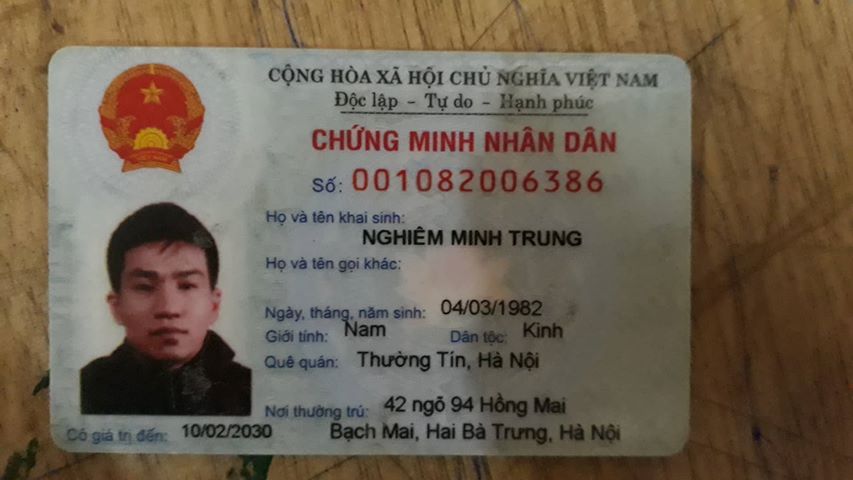 CỘNG HÒA XÃ HỘI CHỦ NGHĨA VIỆT NAM
Độc lập - Tự do - Hạnh phúc
CHỨNG MINH NHÂN DÂN
Số: 001082006386
Họ và tên khai sinh:
NGHIÊM MINH TRUNG
Họ và tên gọi khác:
Ngày, tháng, năm sinh: 04/03/1982
Giới tính: Nam Dân tộc: Kinh
Quê quán: Thường Tín, Hà Nội
Nơi thường trú: 42 ngõ 94 Hồng Mai
Bạch Mai, Hai Bà Trưng, Hà Nội
Có giá trị đến: 10/02/2030